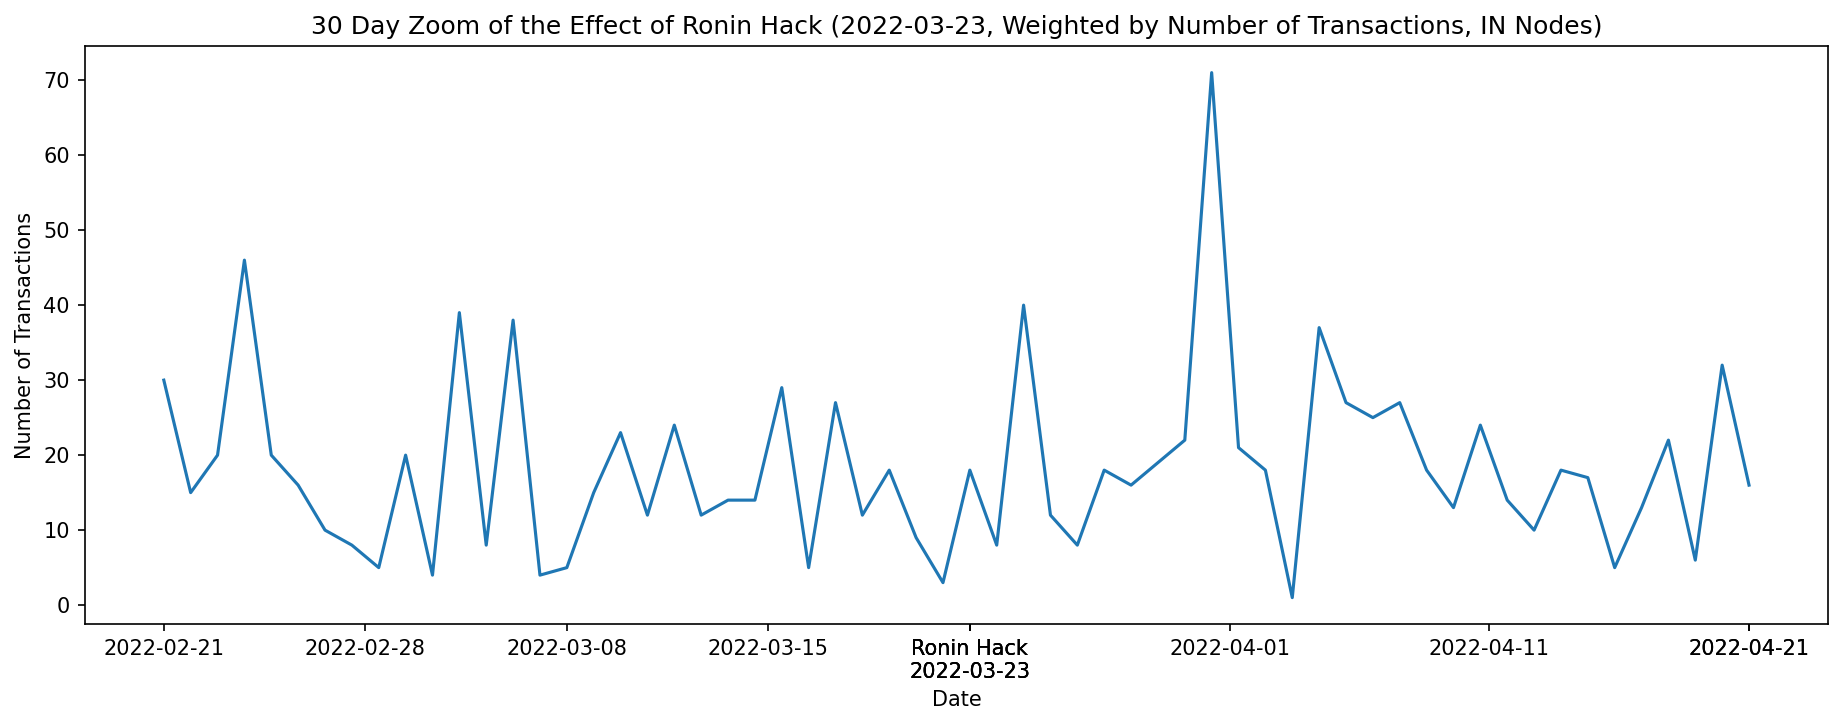 30 Day Zoom of the Effect of Ronin Hack (2022-03-23, Weighted by Number of Transactions, IN Nodes)
Number of Transactions
70
60
50
40
30
20
10
0
2022-02-21 2022-02-28 2022-03-08 2022-03-15 Ronin Hack 2022-04-01 2022-04-11 2022-04-21
2022-03-23
Date